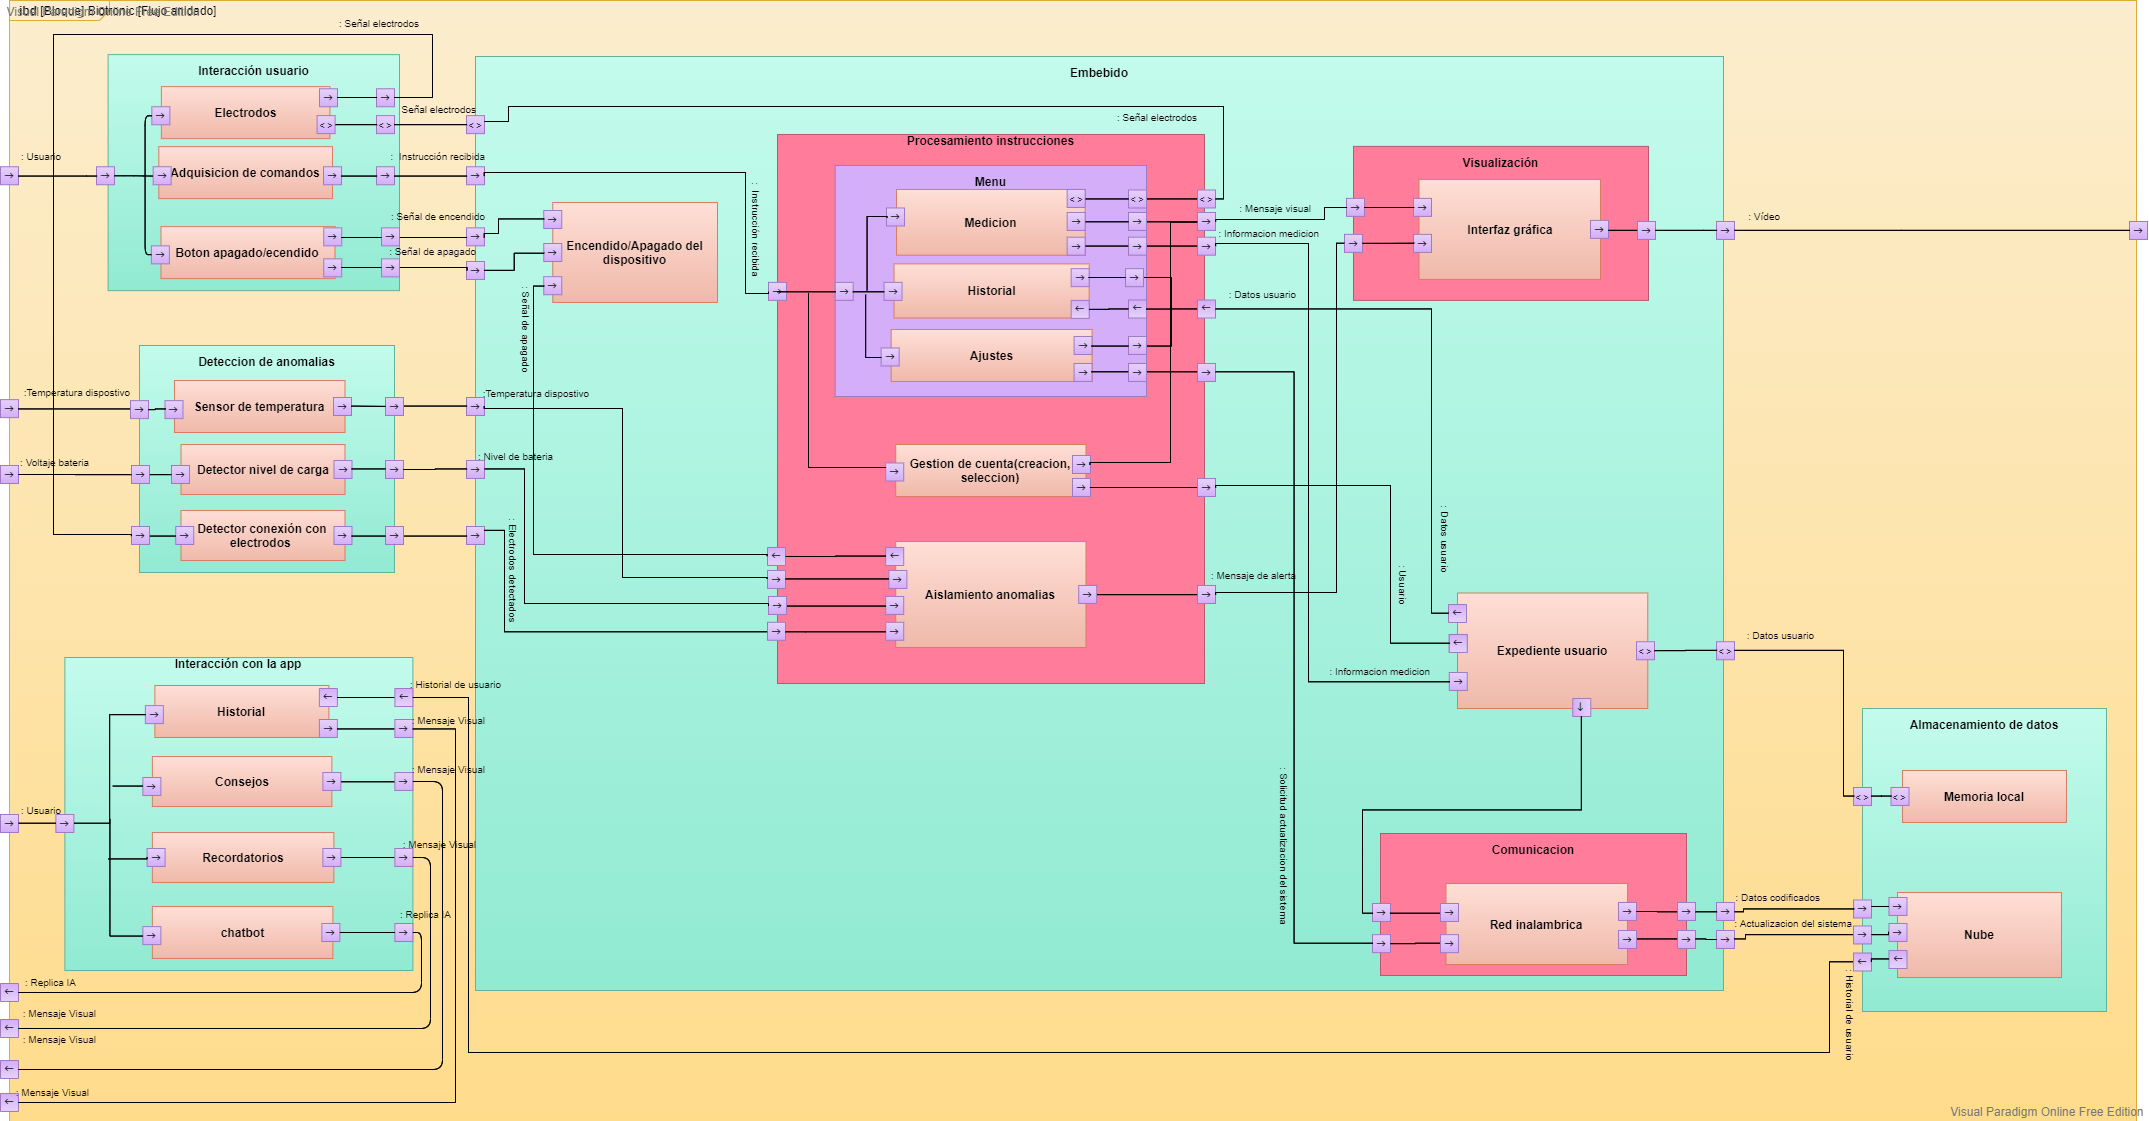 Visual Paradigm Online Free Edition
ibd [Bloque] Biotronic [Flujo anidado]
: Señal electrodos
Interacción usuario
Electrodos
Adquisicion de comandos
Boton apagado/ecendido
: Usuario
Señal electrodos
: Instrucción recibida
: Señal de encendido
: Señal de apagado
Embebido
Encendido/Apagado del
dispositivo
: Señal de apagado
: Instrucción recibida
: Señal electrodos
Procesamiento instrucciones
Menu
Medicion
Historial
Ajustes
Gestion de cuenta(creacion,
seleccion)
Aislamiento anomalias
: Mensaje visual
: Informacion medicion
: Datos usuario
Visualización
Interfaz gráfica
: Vídeo
Deteccion de anomalias
Sensor de temperatura
Detector nivel de carga
Detector conexión con
electrodos
:Temperatura dispostivo
: Voltaje bateria
:Temperatura dispostivo
: Nivel de bateria
: Electrodos detectados
: Mensaje de alerta
: Datos usuario
: Usuario
: Informacion medicion
Expediente usuario
: Datos usuario
: Solicitud actualizacion del sistema
Interacción con la app
Historial
Consejos
Recordatorios
chatbot
: Usuario
: Historial de usuario
: Mensaje Visual
: Mensaje Visual
: Mensaje Visual
: Replica IA
: Replica IA
: Mensaje Visual
: Mensaje Visual
: Mensaje Visual
Comunicacion
Red inalambrica
: Datos codificados
: Actualizacion del sistema
: Historial de usuario
Almacenamiento de datos
Memoria local
Nube
Visual Paradigm Online Free Edition